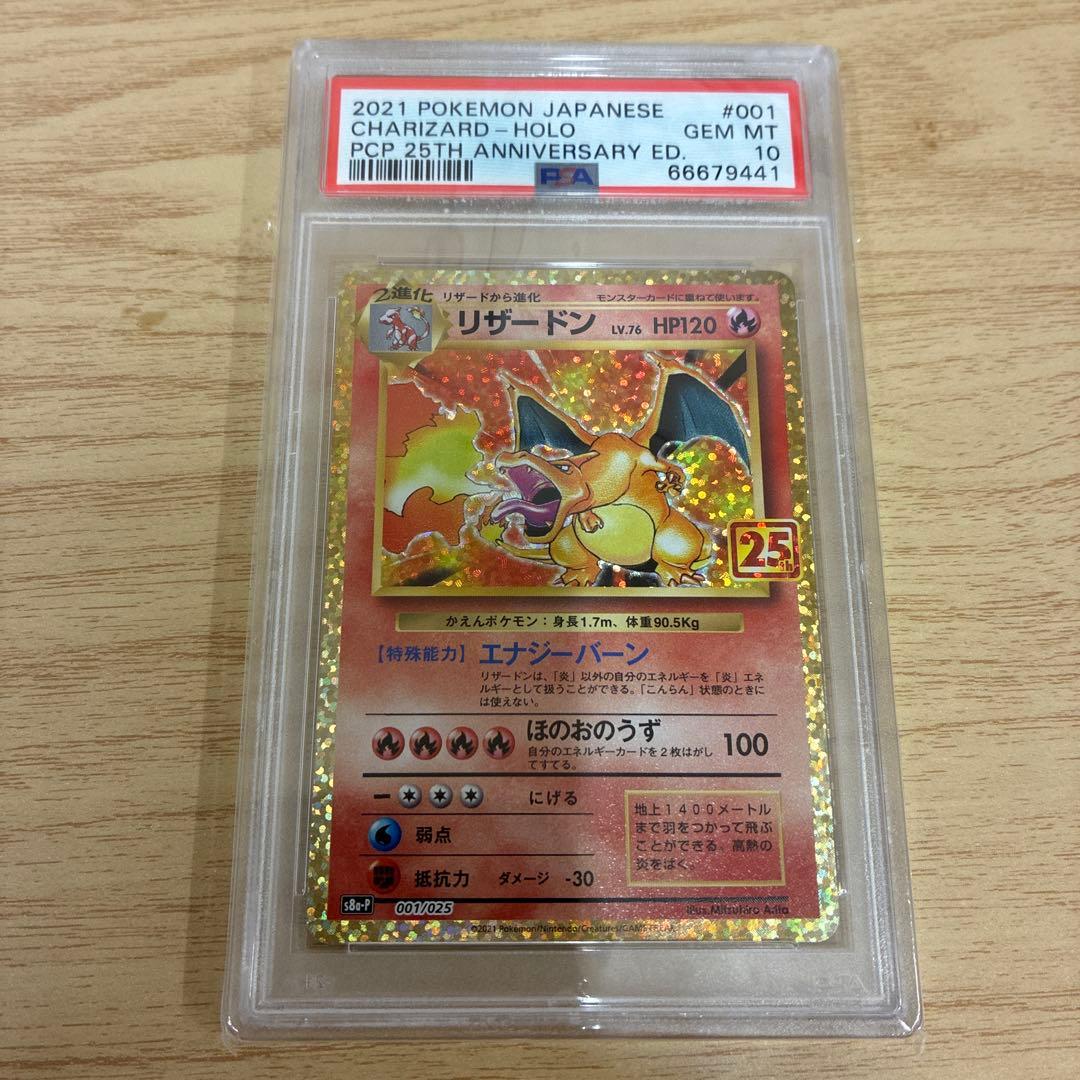 2021 POKEMON JAPANESE #001
CHARIZARD-HOLO GEM MT
PCP 25TH ANNIVERSARY ED. 10
PSA 66679441
2進化 リザードから進化 モンスターカードに重ねて使います。
リザードン LV.76 HP120
25th
かえんポケモン：身長1.7m、体重90.5Kg
【特殊能力】 エナジーバーン
リザードンは、「炎」以外の自分のエネルギーを「炎」エネ
ルギーとして扱うことができる。「こんらん」状態のときに
は使えない。
ほのおのうず 100
自分のエネルギーカードを2枚はがし
てすてる。
ー にげる
弱点
抵抗力 ダメージ -30
地上1400メートル
まで羽をつかって飛ぶ
ことができる。高熱の
炎をはく。
s8a-P 001/025 illus.Mitsuhiro Arita
©2021 Pokémon/Nintendo/Creatures/GAME FREAK